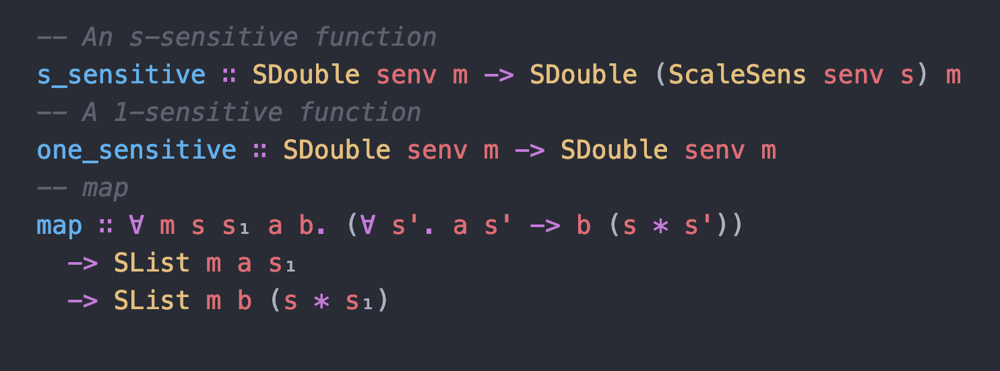 -- An s-sensitive function
s_sensitive :: SDouble senv m -> SDouble (ScaleSens senv s) m
-- A 1-sensitive function
one_sensitive :: SDouble senv m -> SDouble senv m
-- map
map :: ∀ m s s₁ a b. (∀ s'. a s' -> b (s * s'))
  -> SList m a s₁
  -> SList m b (s * s₁)